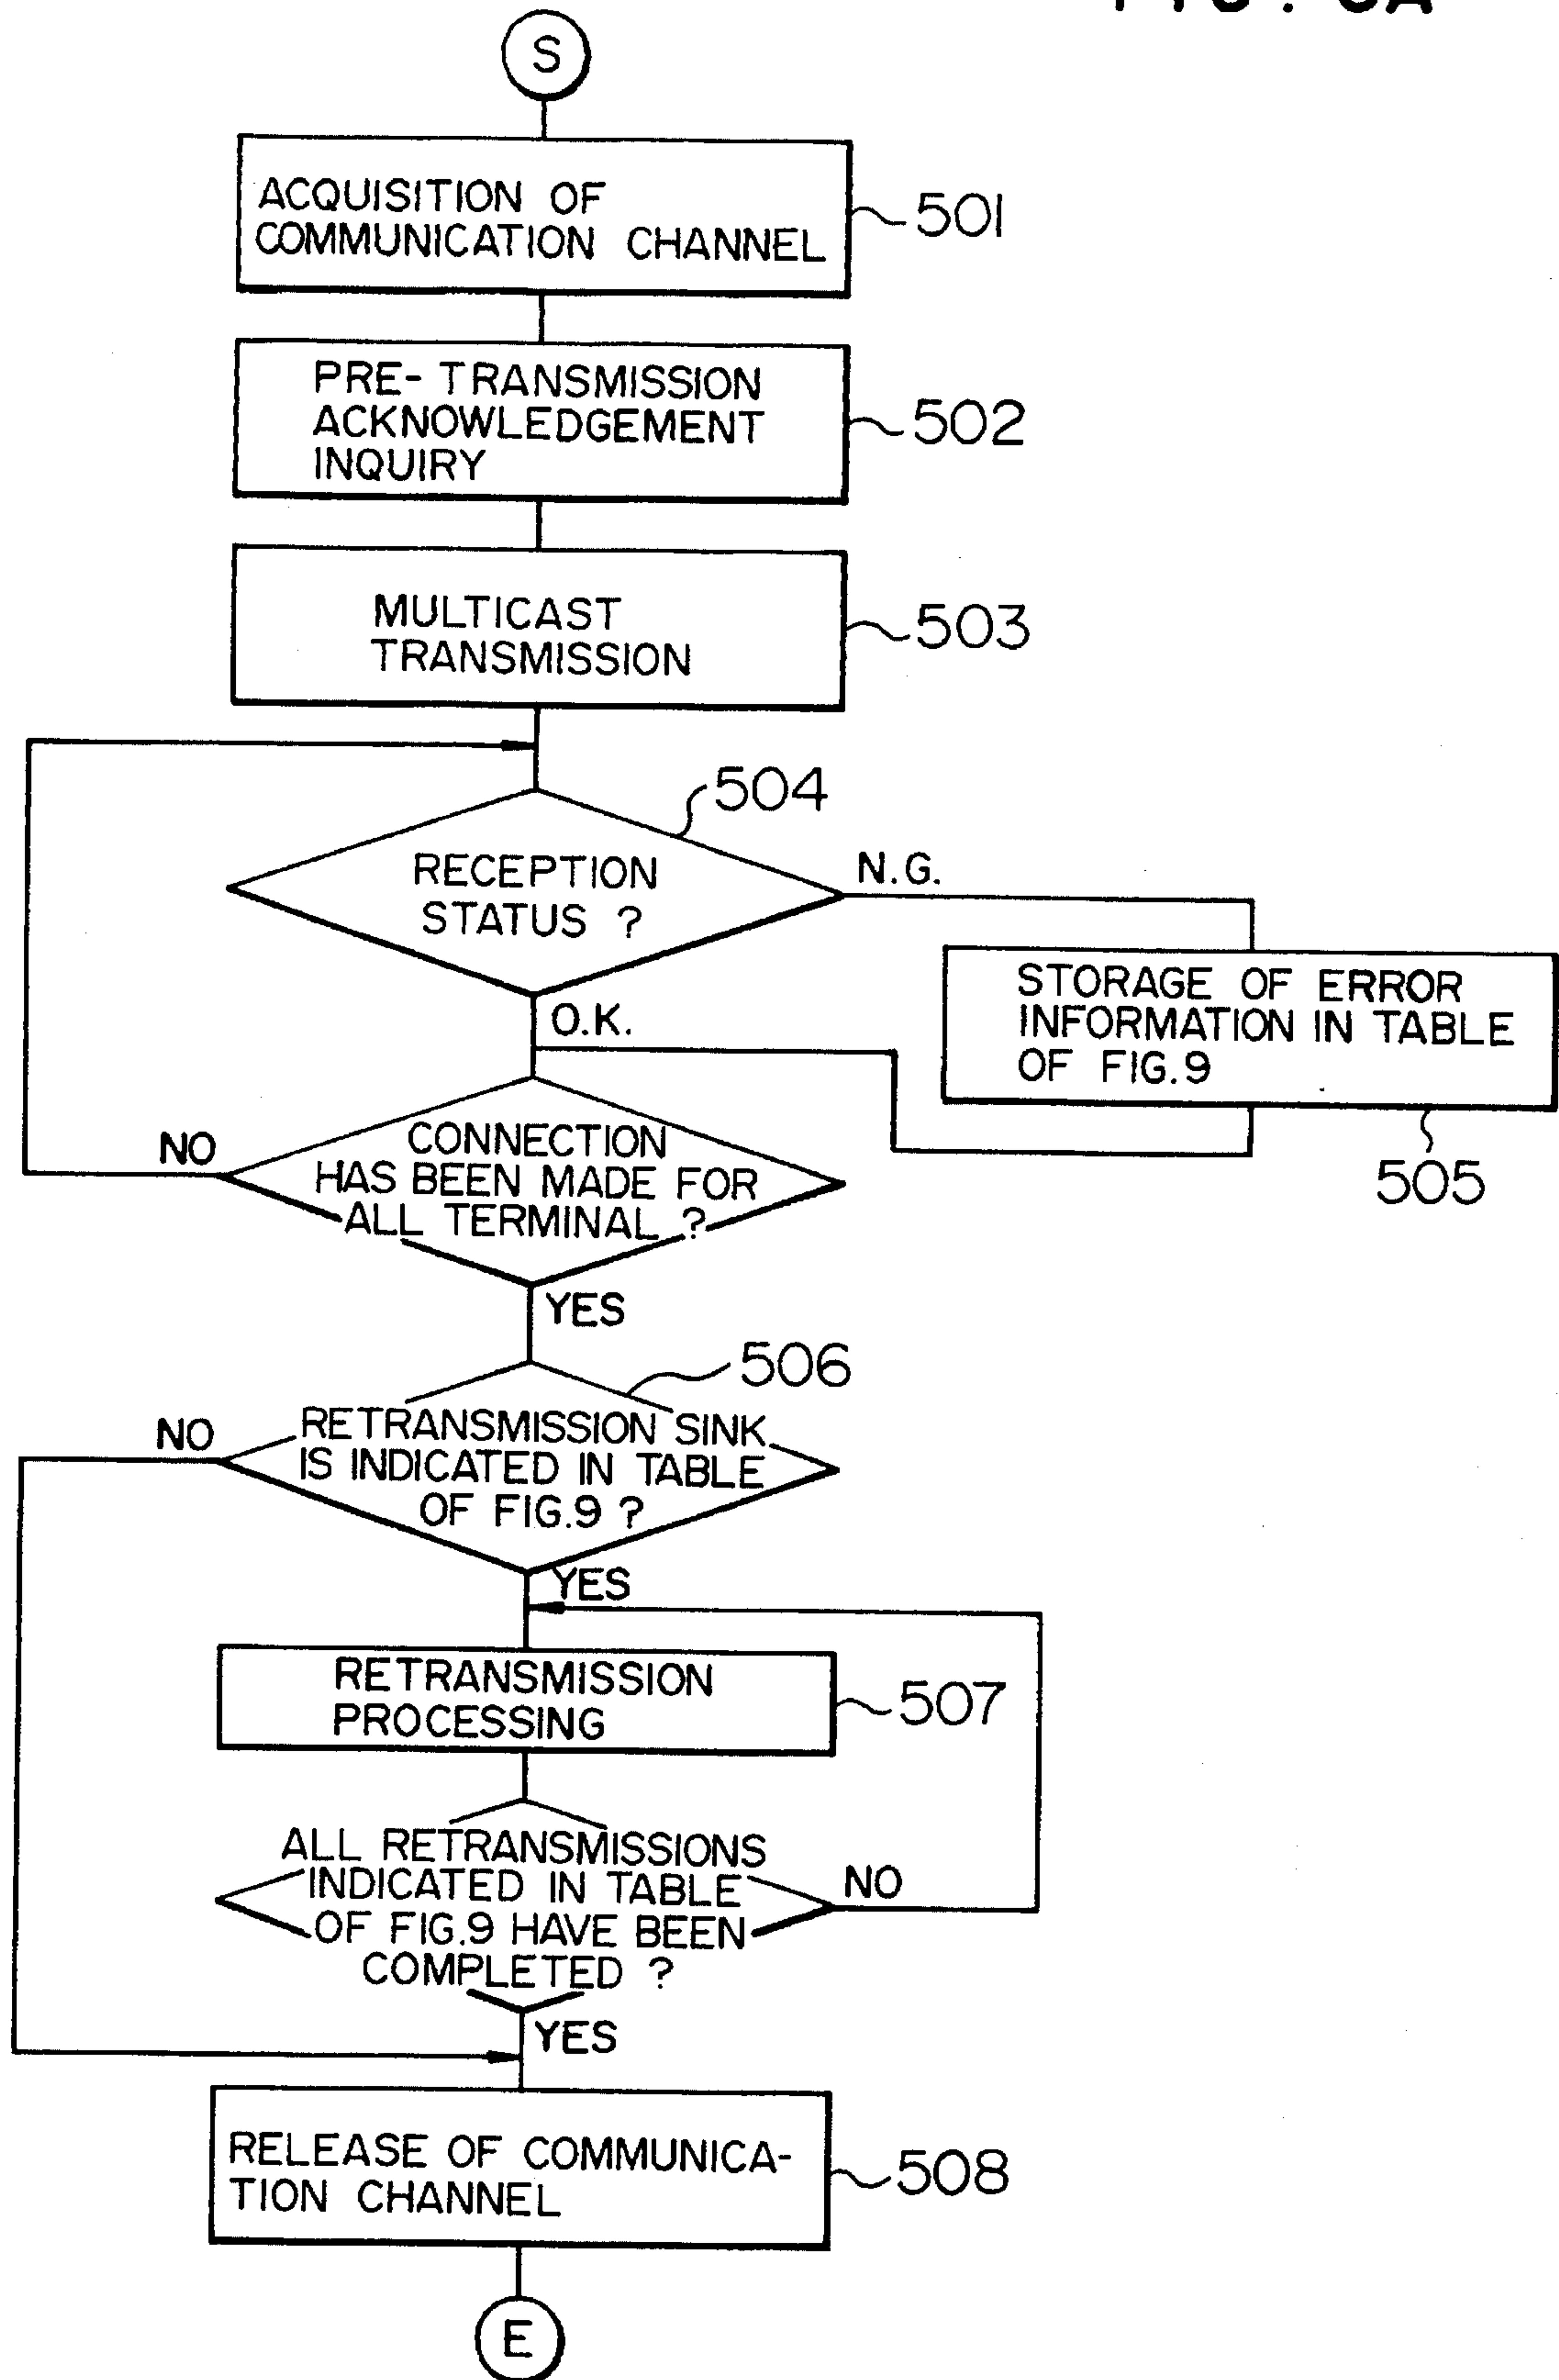 S
ACQUISITION OF
COMMUNICATION CHANNEL
501
PRE- TRANSMISSION
ACKNOWLEDGEMENT
INQUIRY
502
MULTICAST
TRANSMISSION
503
504
RECEPTION
STATUS ?
N.G.
O.K.
STORAGE OF ERROR
INFORMATION IN TABLE
OF FIG.9
505
NO
CONNECTION
HAS BEEN MADE FOR
ALL TERMINAL ?
YES
506
NO
RETRANSMISSION SINK
IS INDICATED IN TABLE
OF FIG.9 ?
YES
RETRANSMISSION
PROCESSING
507
ALL RETRANSMISSIONS
INDICATED IN TABLE
OF FIG.9 HAVE BEEN
COMPLETED ?
NO
YES
RELEASE OF COMMUNICA-
TION CHANNEL
508
E